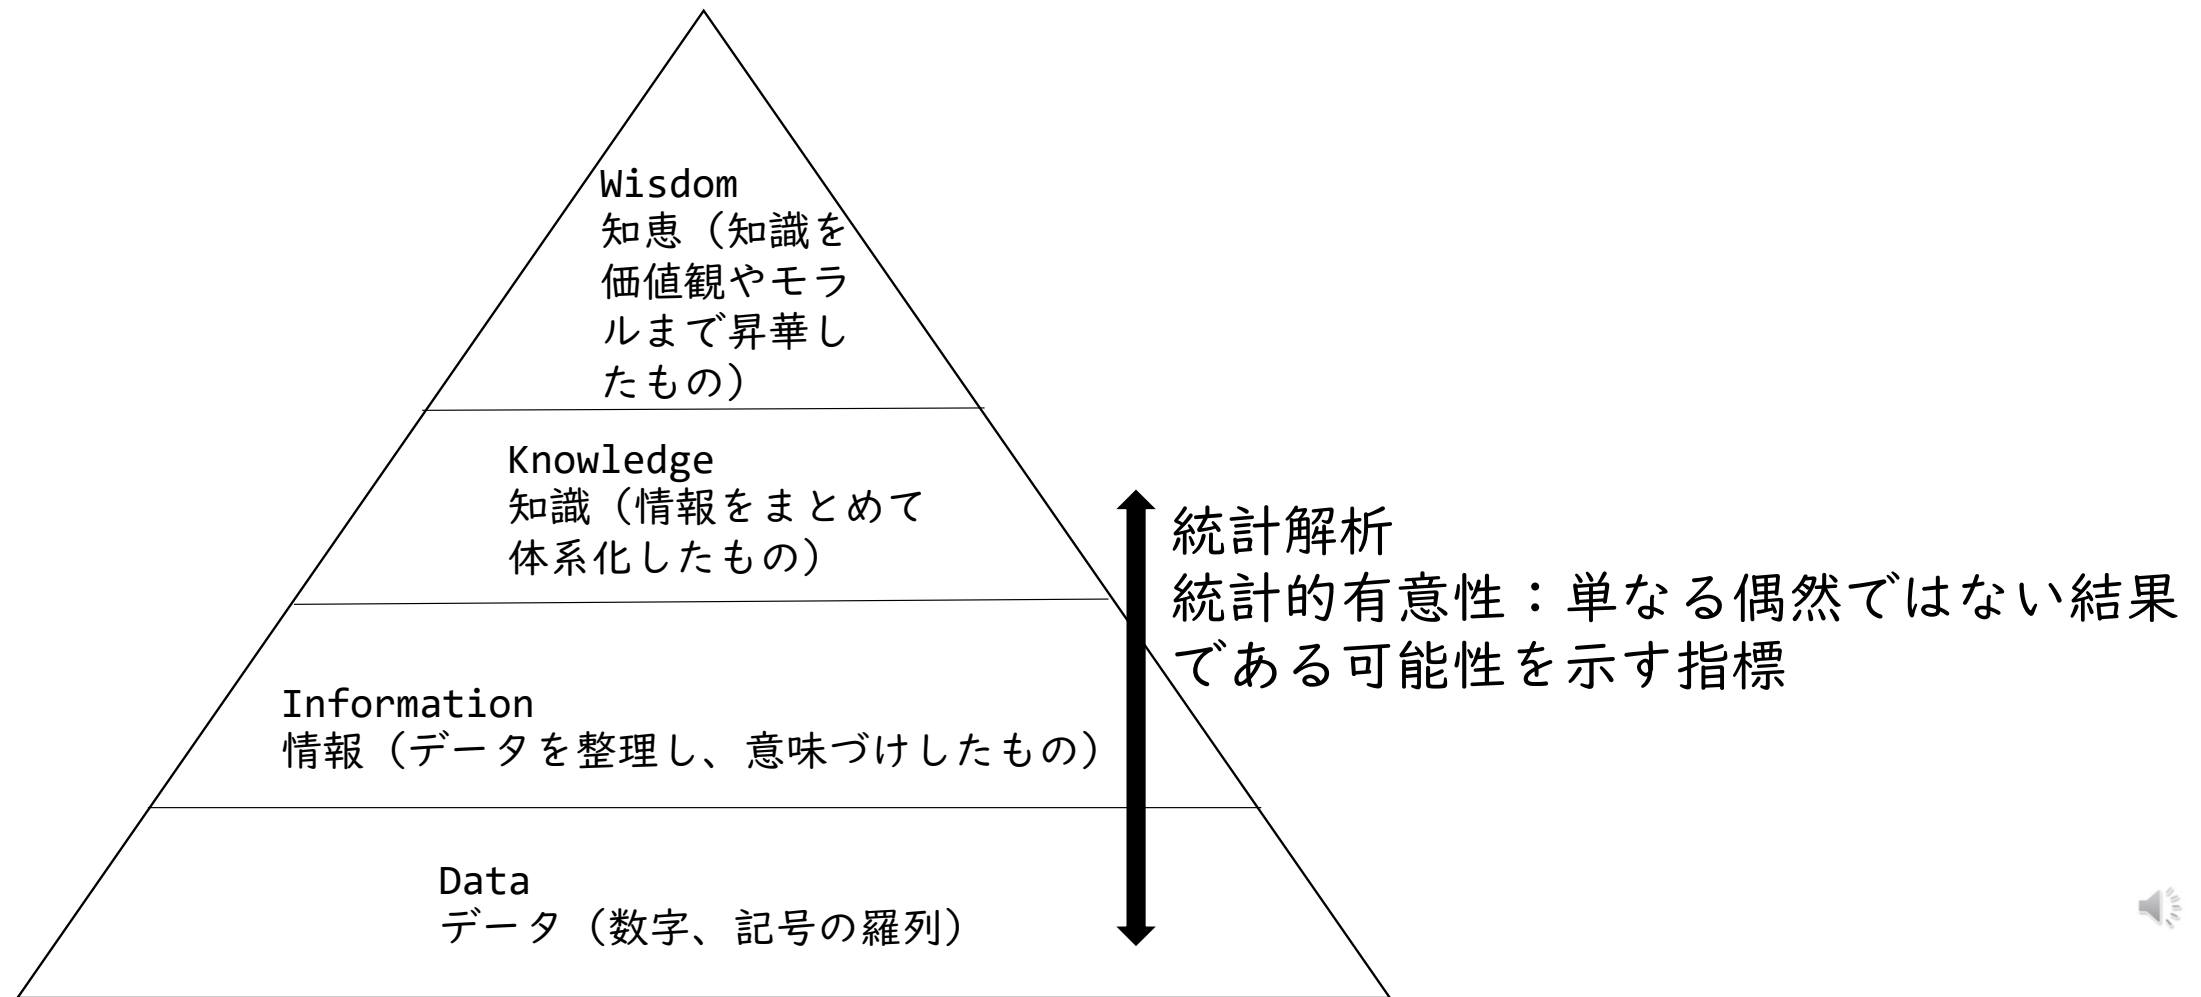 Wisdom
知恵（知識を
価値観やモラ
ルまで昇華し
たもの）
Knowledge
知識（情報をまとめて
体系化したもの）
統計解析
統計的有意性：単なる偶然ではない結果
である可能性を示す指標
Information
情報（データを整理し、意味づけしたもの）
Data
データ（数字、記号の羅列）